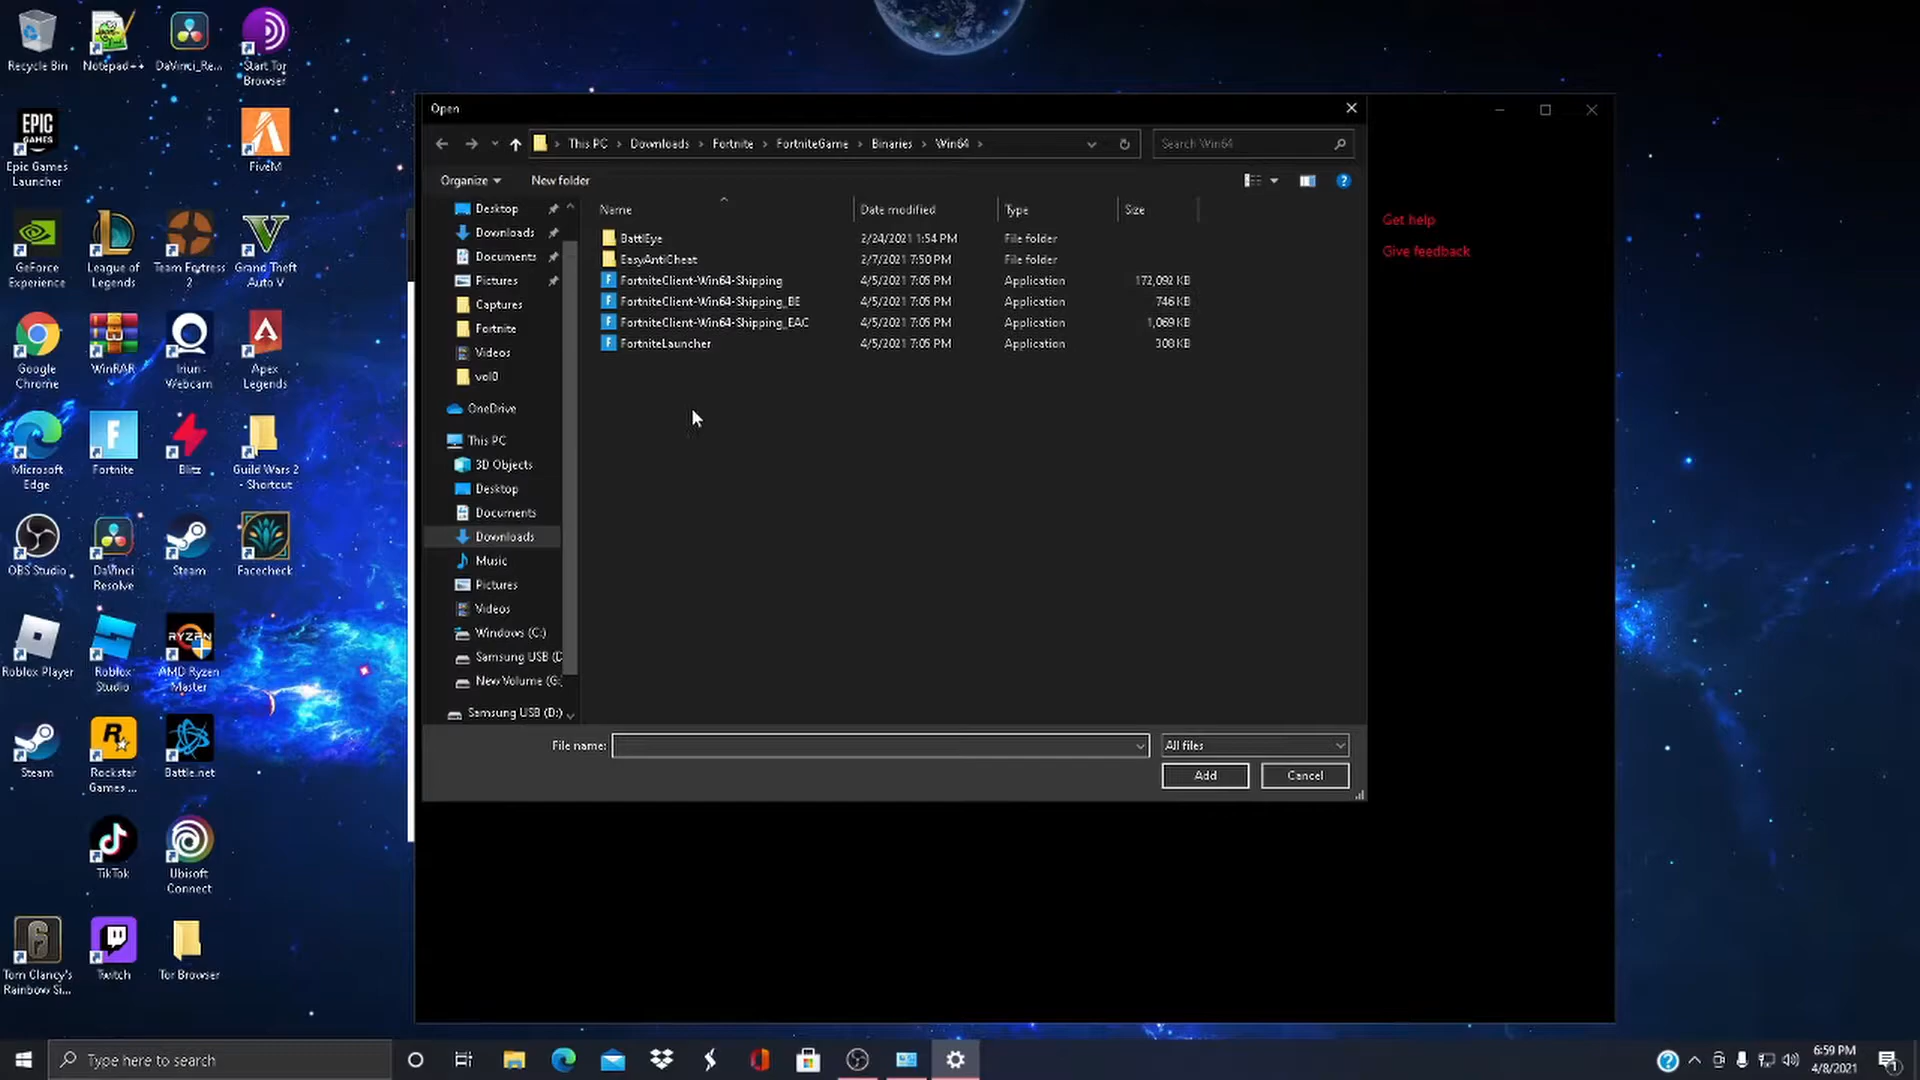 Recycle Bin
Notepad++
DaVinci_Re...
Start Tor
Browser
EPIC
GAMES
Epic Games
Launcher
FiveM
GeForce
Experience
League of
Legends
Team Fortress
2
Grand Theft
Auto V
Google
Chrome
WinRAR
Iriun
Webcam
Apex
Legends
Microsoft
Edge
Fortnite
Blitz
Guild Wars 2
- Shortcut
OBS Studio
DaVinci
Resolve
Steam
Facecheck
Roblox Player
Roblox
Studio
RYZEN
AMD Ryzen
Master
Steam
Rockstar
Games ...
Battle.net
TikTok
Ubisoft
Connect
Tom Clancy's
Rainbow Si...
Twitch
Tor Browser
Open
This PC > Downloads > Fortnite > FortniteGame > Binaries > Win64 >
Search Win64
Organize
New folder
Name
Date modified
Type
Size
BattlEye 2/24/2021 1:54 PM File folder
EasyAntiCheat 2/7/2021 7:50 PM File folder
FortniteClient-Win64-Shipping 4/5/2021 7:05 PM Application 172,092 KB
FortniteClient-Win64-Shipping_BE 4/5/2021 7:05 PM Application 746 KB
FortniteClient-Win64-Shipping_EAC 4/5/2021 7:05 PM Application 1,069 KB
FortniteLauncher 4/5/2021 7:05 PM Application 308 KB
Desktop
Downloads
Documents
Pictures
Captures
Fortnite
Videos
vol0
OneDrive
This PC
3D Objects
Desktop
Documents
Downloads
Music
Pictures
Videos
Windows (C:)
Samsung USB (D
New Volume (G:
Samsung USB (D:)
File name:
All files
Add
Cancel
Get help
Give feedback
Type here to search
6:59 PM
4/8/2021